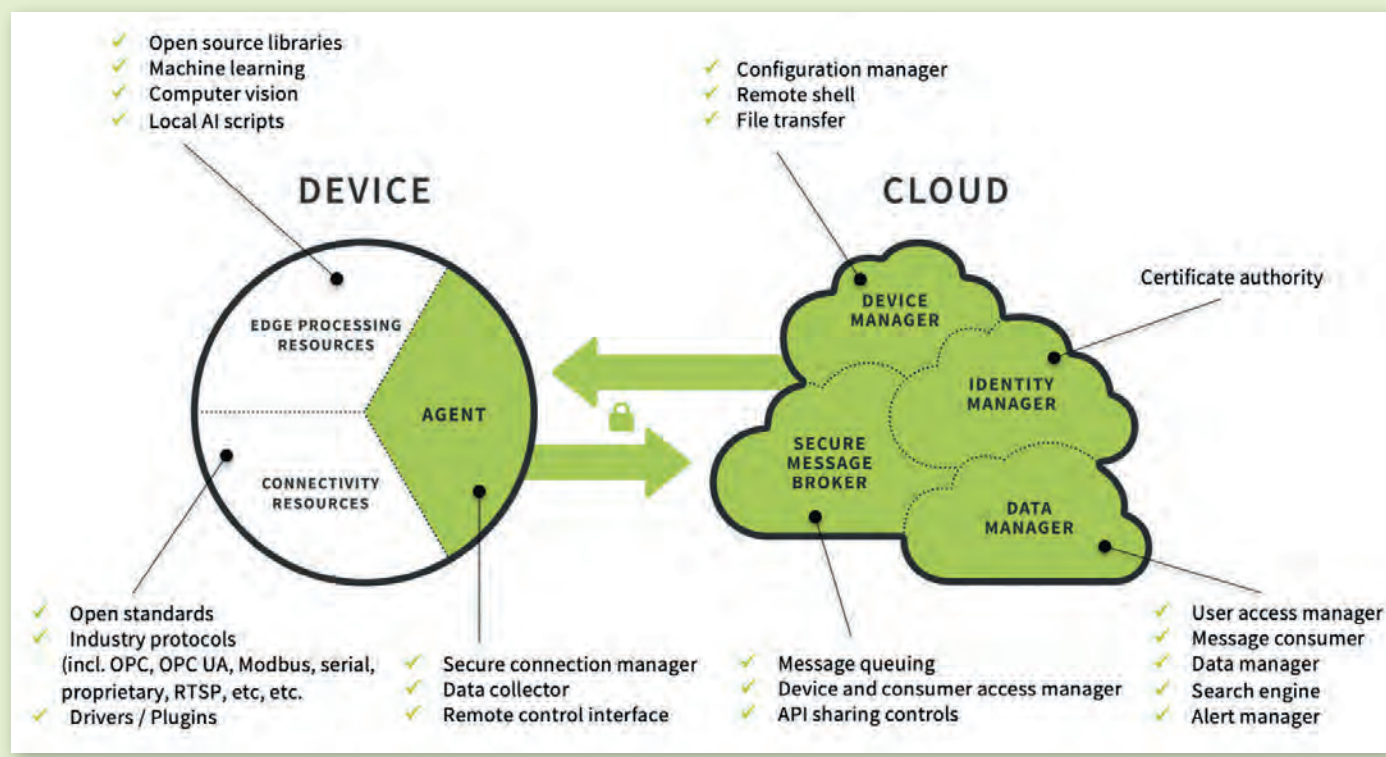 Open source libraries
Machine learning
Computer vision
Local AI scripts
Configuration manager
Remote shell
File transfer
DEVICE
CLOUD
Certificate authority
EDGE PROCESSING
RESOURCES
AGENT
CONNECTIVITY
RESOURCES
DEVICE
MANAGER
IDENTITY
MANAGER
SECURE
MESSAGE
BROKER
DATA
MANAGER
Open standards
Industry protocols
(incl. OPC, OPC UA, Modbus, serial,
proprietary, RTSP, etc, etc.
Drivers / Plugins
Secure connection manager
Data collector
Remote control interface
Message queuing
Device and consumer access manager
API sharing controls
User access manager
Message consumer
Data manager
Search engine
Alert manager